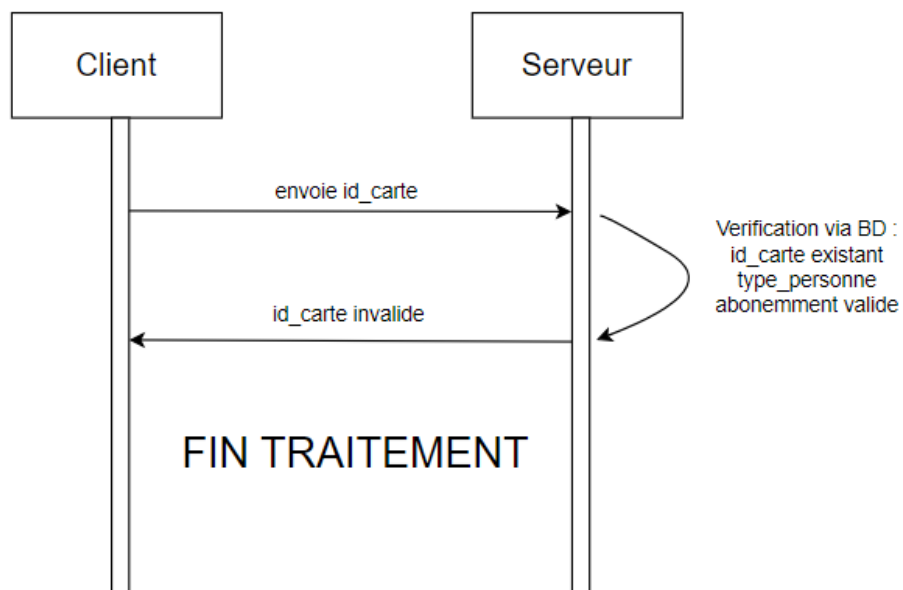 Client
Serveur
envoie id_carte
Verification via BD :
id_carte existant
type_personne
abonemment valide
id_carte invalide
FIN TRAITEMENT